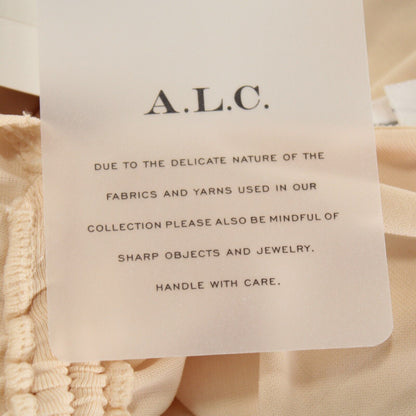 A.L.C.
DUE TO THE DELICATE NATURE OF THE
FABRICS AND YARNS USED IN OUR
COLLECTION PLEASE ALSO BE MINDFUL OF
SHARP OBJECTS AND JEWELRY.
HANDLE WITH CARE.